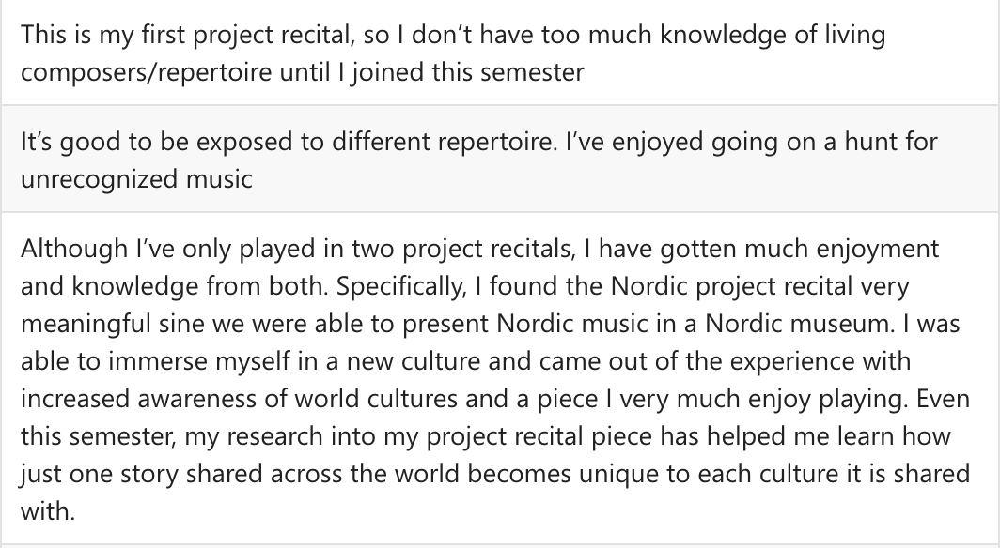 This is my first project recital, so I don’t have too much knowledge of living
composers/repertoire until I joined this semester
It’s good to be exposed to different repertoire. I’ve enjoyed going on a hunt for
unrecognized music
Although I’ve only played in two project recitals, I have gotten much enjoyment
and knowledge from both. Specifically, I found the Nordic project recital very
meaningful sine we were able to present Nordic music in a Nordic museum. I was
able to immerse myself in a new culture and came out of the experience with
increased awareness of world cultures and a piece I very much enjoy playing. Even
this semester, my research into my project recital piece has helped me learn how
just one story shared across the world becomes unique to each culture it is shared
with.